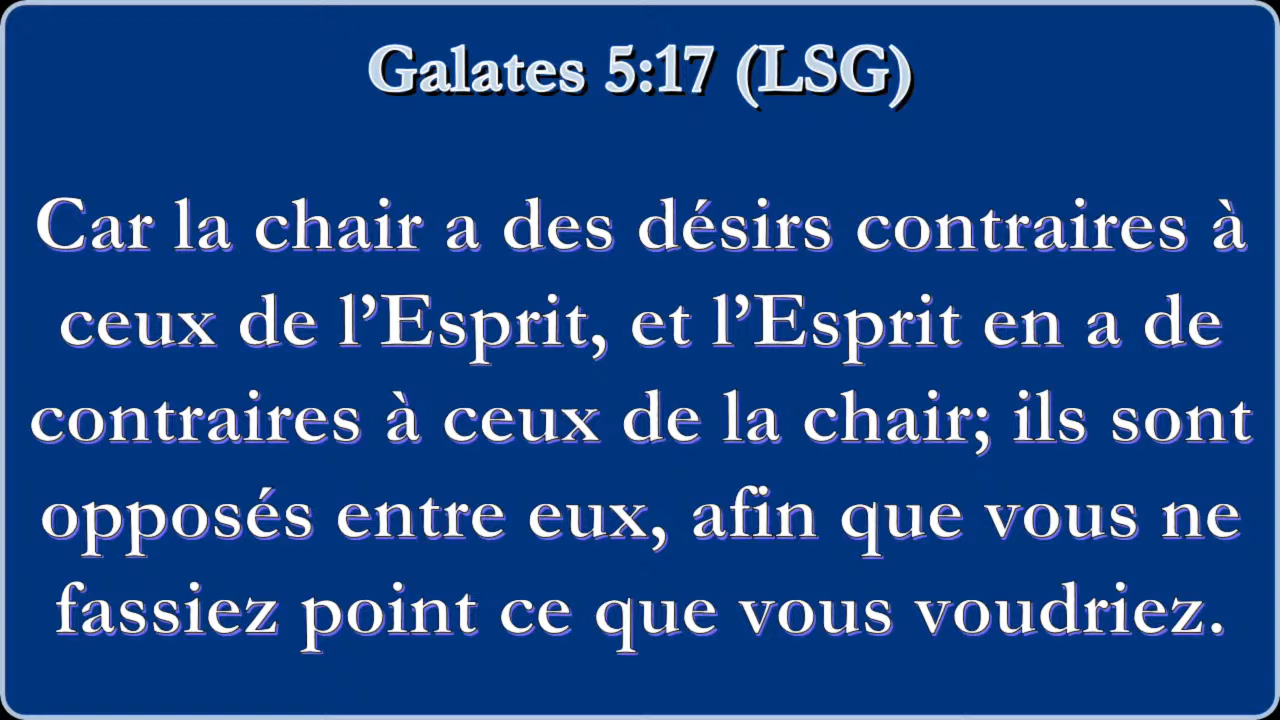 Galates 5:17 (LSG)
Car la chair a des désirs contraires à
ceux de l’Esprit, et l’Esprit en a de
contraires à ceux de la chair; ils sont
opposés entre eux, afin que vous ne
fassiez point ce que vous voudriez.